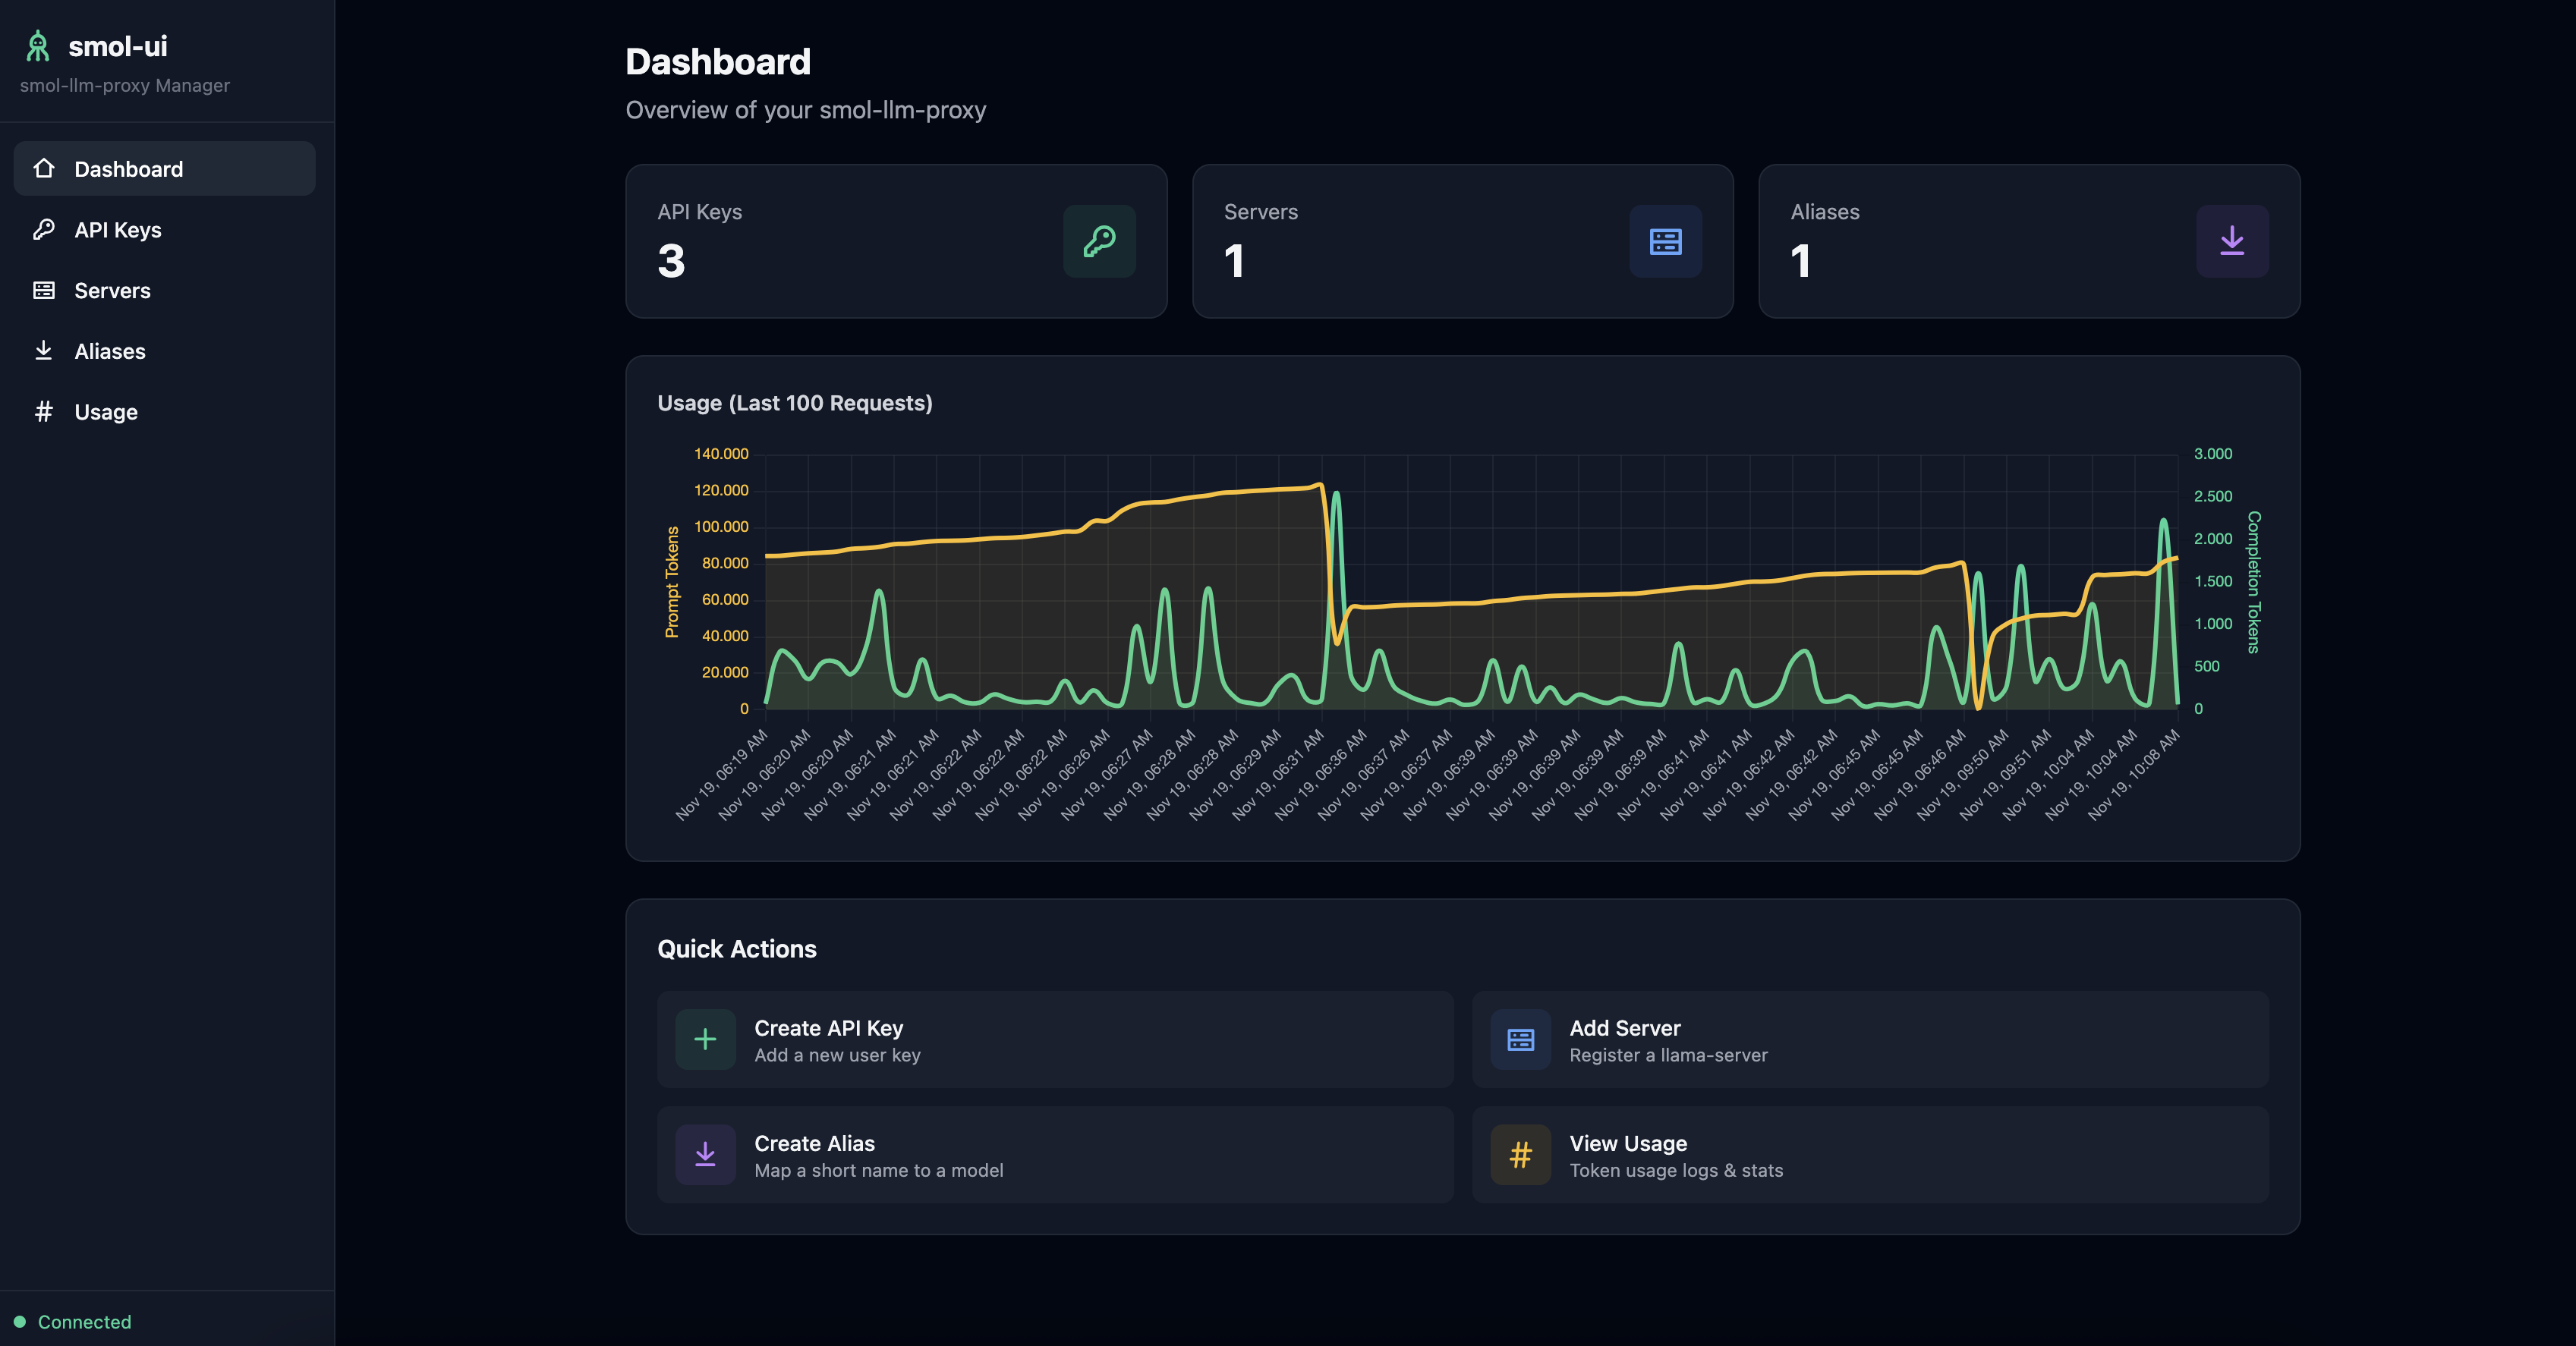 smol-ui
smol-llm-proxy Manager
Dashboard
API Keys
Servers
Aliases
Usage
Connected
Dashboard
Overview of your smol-llm-proxy
API Keys
3
Servers
1
Aliases
1
Usage (Last 100 Requests)
Prompt Tokens
140.000
120.000
100.000
80.000
60.000
40.000
20.000
0
3.000
2.500
2.000
1.500
1.000
500
0
Completion Tokens
Nov 19, 06:19 AM
Nov 19, 06:20 AM
Nov 19, 06:20 AM
Nov 19, 06:21 AM
Nov 19, 06:21 AM
Nov 19, 06:22 AM
Nov 19, 06:22 AM
Nov 19, 06:22 AM
Nov 19, 06:26 AM
Nov 19, 06:27 AM
Nov 19, 06:28 AM
Nov 19, 06:28 AM
Nov 19, 06:29 AM
Nov 19, 06:31 AM
Nov 19, 06:36 AM
Nov 19, 06:37 AM
Nov 19, 06:37 AM
Nov 19, 06:39 AM
Nov 19, 06:39 AM
Nov 19, 06:39 AM
Nov 19, 06:39 AM
Nov 19, 06:39 AM
Nov 19, 06:41 AM
Nov 19, 06:41 AM
Nov 19, 06:42 AM
Nov 19, 06:42 AM
Nov 19, 06:45 AM
Nov 19, 06:45 AM
Nov 19, 06:46 AM
Nov 19, 09:50 AM
Nov 19, 09:51 AM
Nov 19, 10:04 AM
Nov 19, 10:04 AM
Nov 19, 10:08 AM
Quick Actions
Create API Key
Add a new user key
Add Server
Register a llama-server
Create Alias
Map a short name to a model
View Usage
Token usage logs & stats